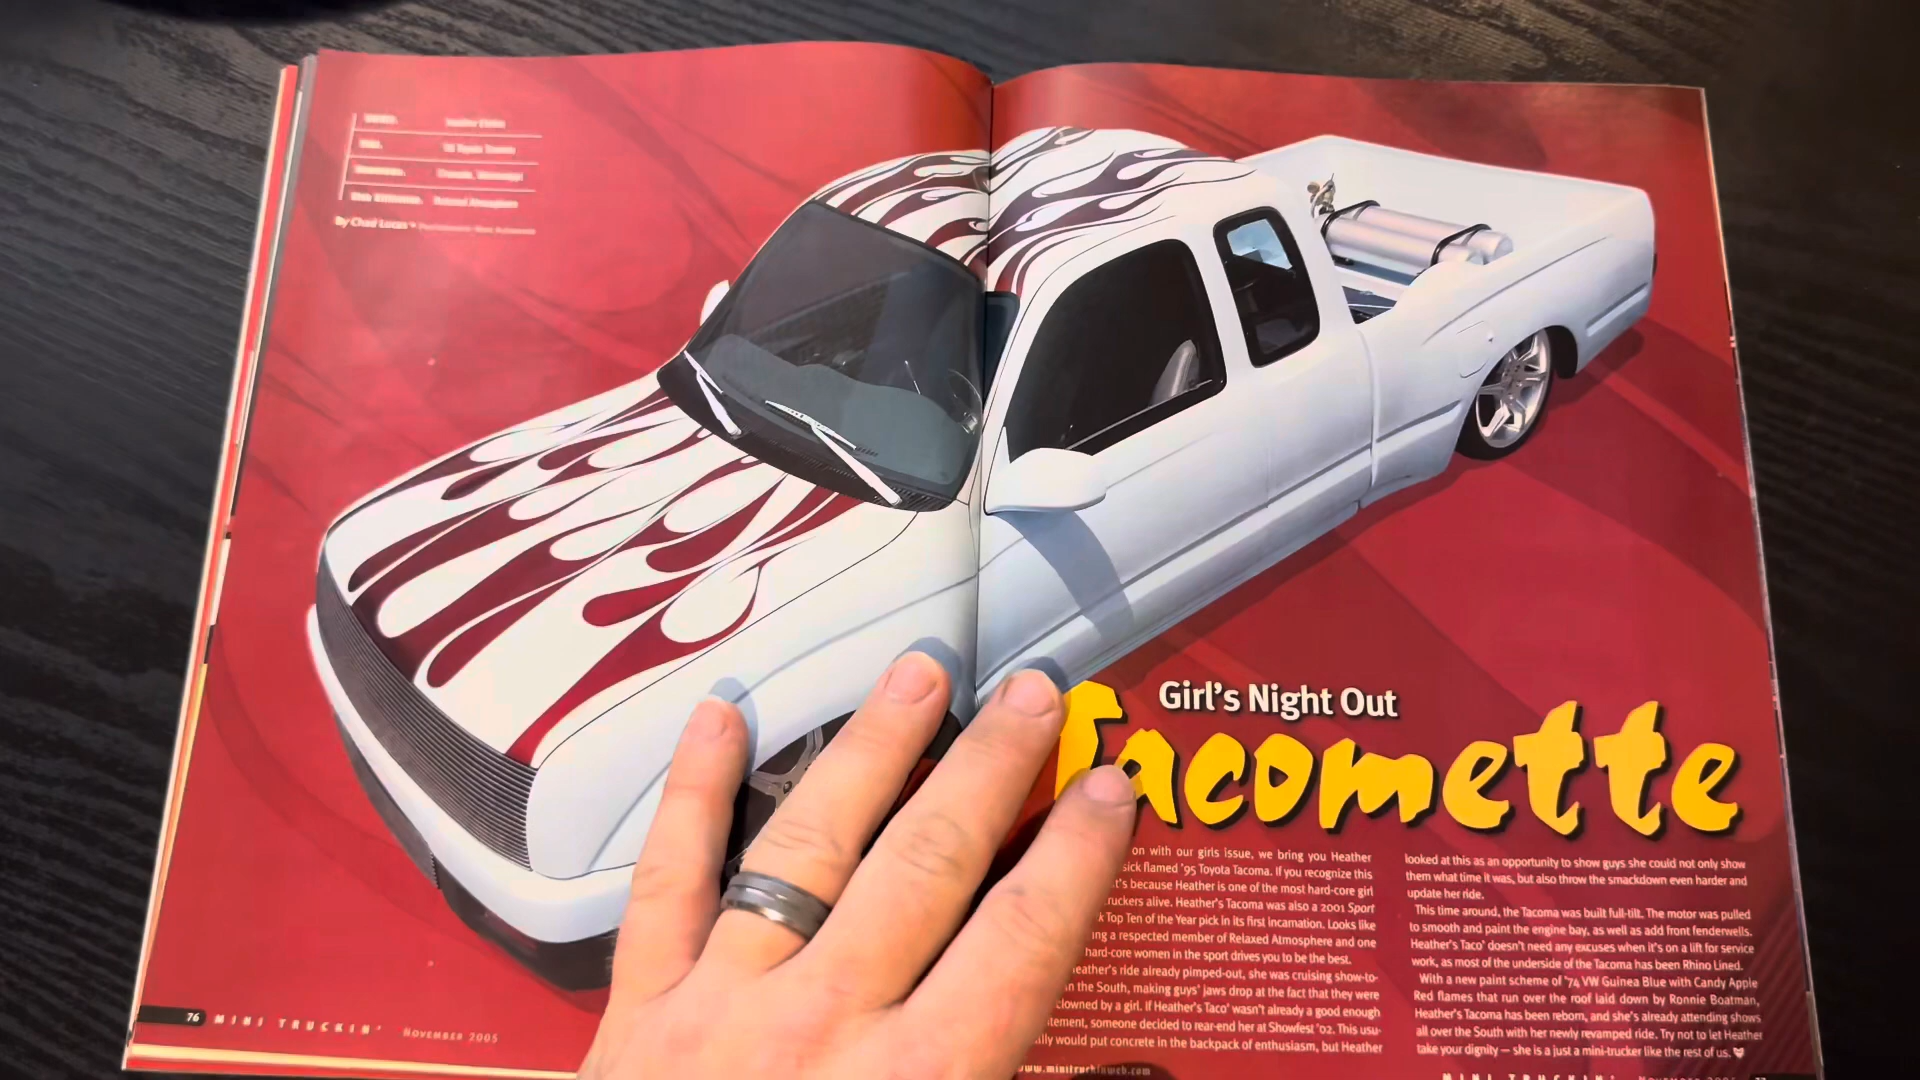 By Chad Lucas
Girl's Night Out
Tacomette
on with our girls issue, we bring you Heather
sick flamed '95 Toyota Tacoma. If you recognize this
because Heather is one of the most hard-core girl
alive. Heather's Tacoma was also a 2001 Sport
Top Ten of the Year pick in its first incarnation. Looks like
a respected member of Relaxed Atmosphere and one
hard-core women in the sport drives you to be the best.
ride already pimped-out, she was cruising show-to-
in the South, making guys' jaws drop at the fact that they were
clowned by a girl. If Heather's Taco' wasn't already a good enough
someone decided to rear-end her at Showfest '02. This usu-
ally would put concrete in the backpack of enthusiasm, but Heather
looked at this as an opportunity to show guys she could not only show
them what time it was, but also throw the smackdown even harder and
update her ride.
This time around, the Tacoma was built full-tilt. The motor was pulled
to smooth and paint the engine bay, as well as add front fenderwells.
Heather's Taco' doesn't need any excuses when it's on a lift for service
work, as most of the underside of the Tacoma has been Rhino Lined.
With a new paint scheme of '74 VW Guinea Blue with Candy Apple
Red flames that run over the roof laid down by Ronnie Boatman,
Heather's Tacoma has been reborn, and she's already attending shows
all over the South with her newly revamped ride. Try not to let Heather
take your dignity — she is a just a mini-trucker like the rest of us.
76 MINI TRUCKIN' NOVEMBER 2005
www.minitruckinweb.com